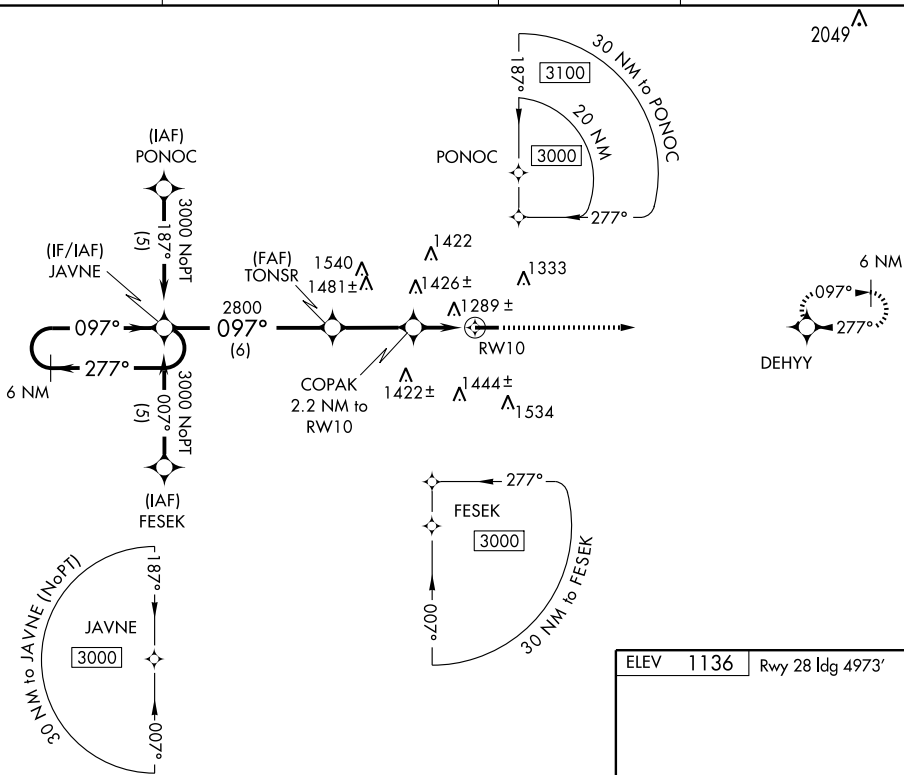 2049
30 NM to PONOC
187°
3100
20 NM
PONOC
3000
277°
(IAF)
PONOC
3000 NoPT
187°
(5)
(IF/IAF)
JAVNE
(FAF)
TONSR
1540
1481±
1422
1426±
1333
1289 ±
6 NM
097°
277°
DEHYY
097°
2800
097°
(6)
RW10
277°
6 NM
COPAK
2.2 NM to
RW10
1422±
1444±
1534
3000 NoPT
007°
(5)
(IAF)
FESEK
277°
FESEK
3000
007°
30 NM to FESEK
30 NM to JAVNE (NoPT)
187°
JAVNE
3000
007°
ELEV 1136 Rwy 28 ldg 4973'